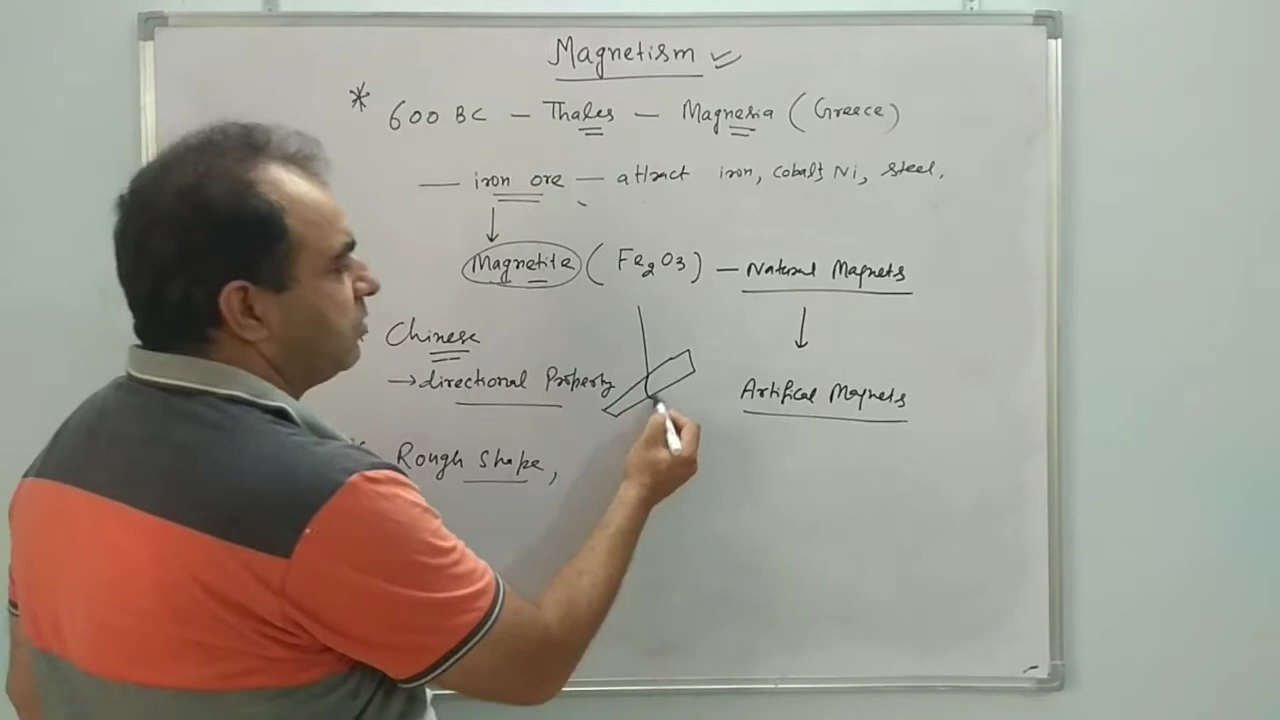 Magnetism
* 600 BC — Thales — Magnesia (Greece)
— iron ore — attract iron, cobalt, Ni, steel.
Magnetite (Fe2O3) — Natural Magnets
Chinese
→ directional Property
Artifical Magnets
Rough shape,